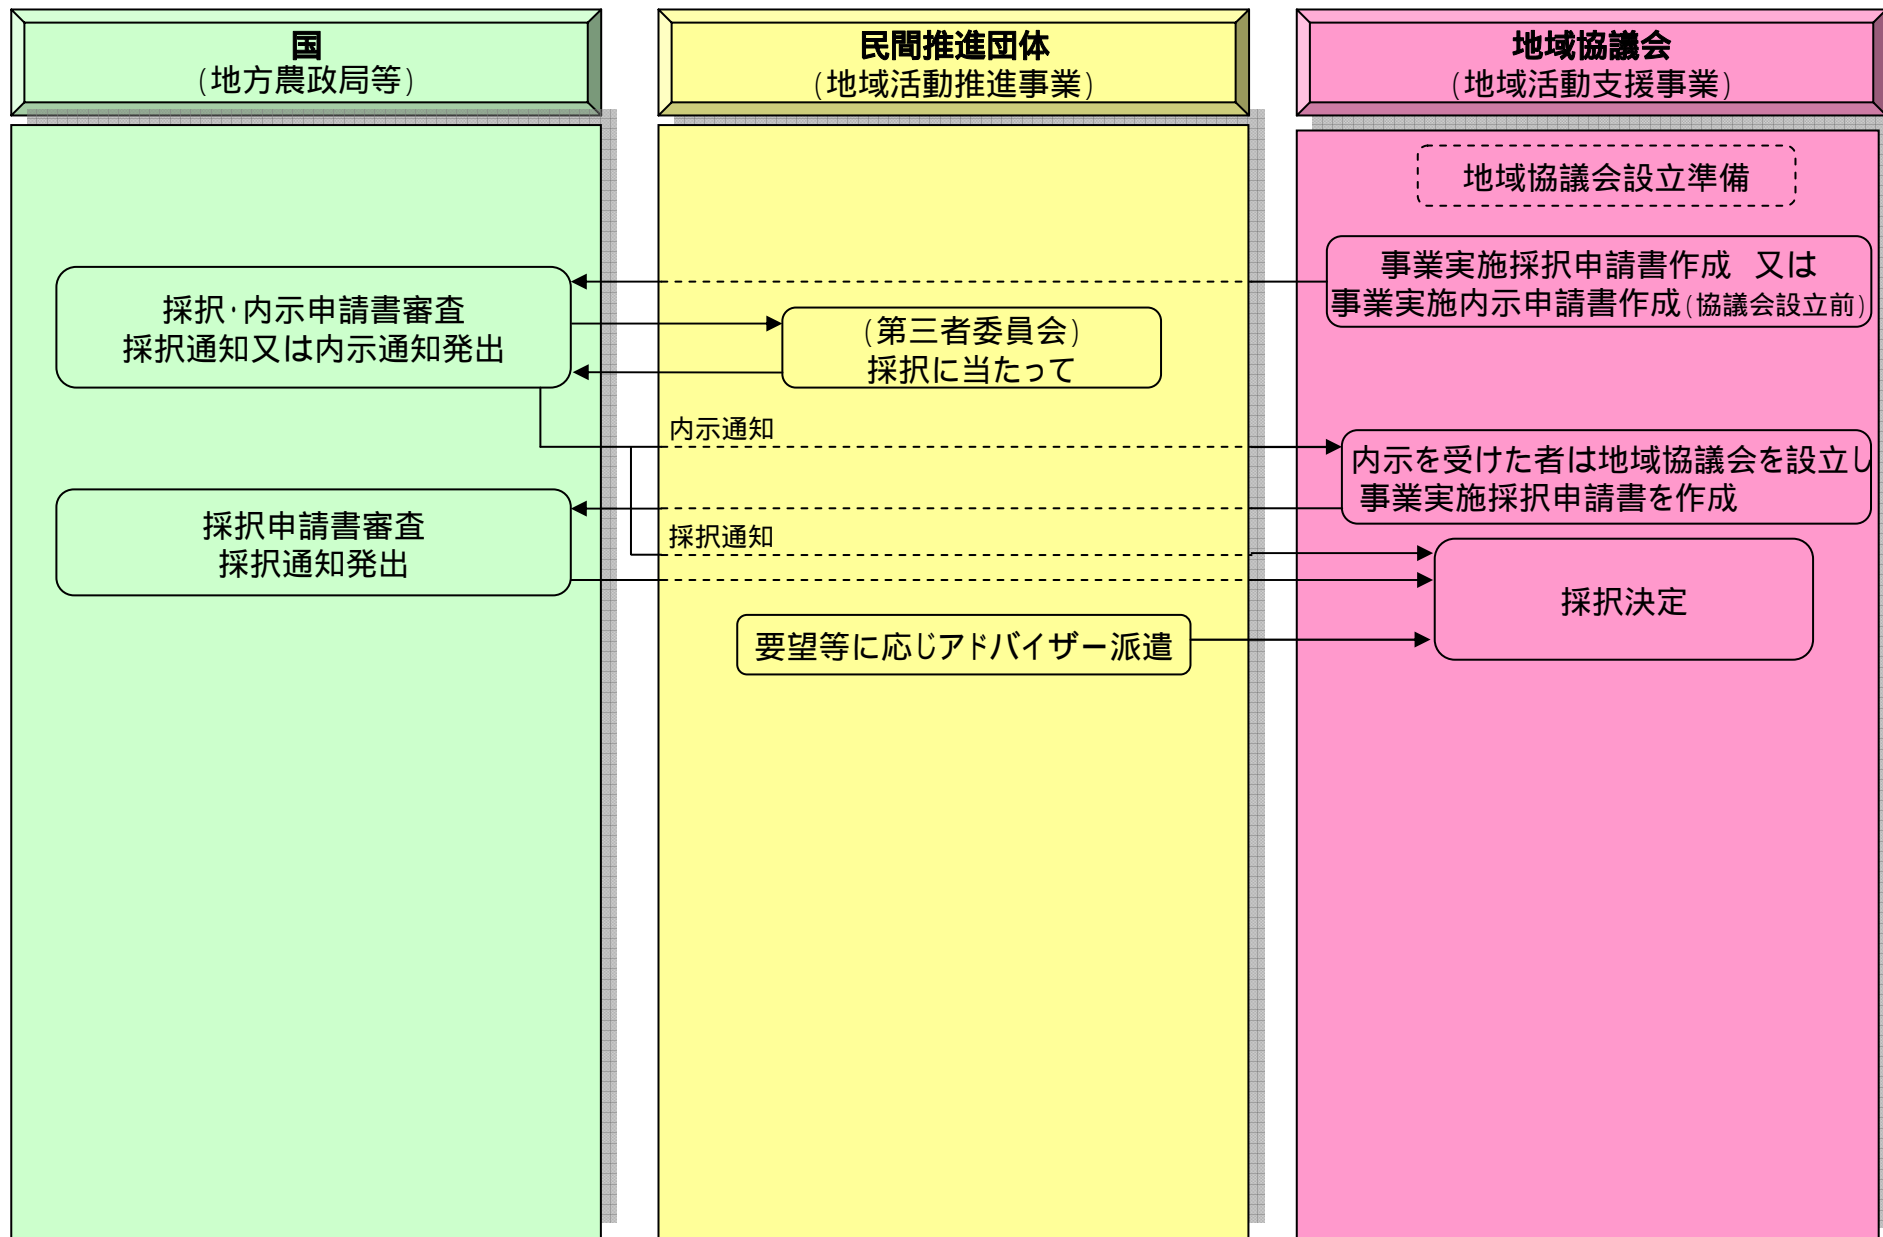 国
(地方農政局等)
民間推進団体
(地域活動推進事業)
地域協議会
(地域活動支援事業)
地域協議会設立準備
事業実施採択申請書作成　又は
事業実施内示申請書作成(協議会設立前)
採択･内示申請書審査
採択通知又は内示通知発出
(第三者委員会)
採択に当たって
内示通知
内示を受けた者は地域協議会を設立し
事業実施採択申請書を作成
採択申請書審査
採択通知発出
採択通知
採択決定
要望等に応じアドバイザー派遣